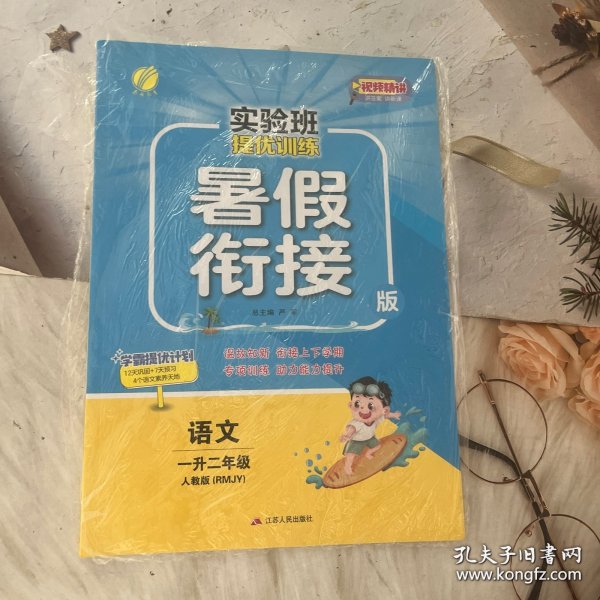 视频精讲
实验班
提优训练
暑假
衔接
版
总主编 严军
学霸提优计划
12天巩固+7天预习
4个语文素养天地
温故知新 衔接上下学期
专项训练 助力能力提升
语文
一升二年级
人教版(RMJY)
江苏人民出版社
孔夫子旧书网
www.kongfz.com